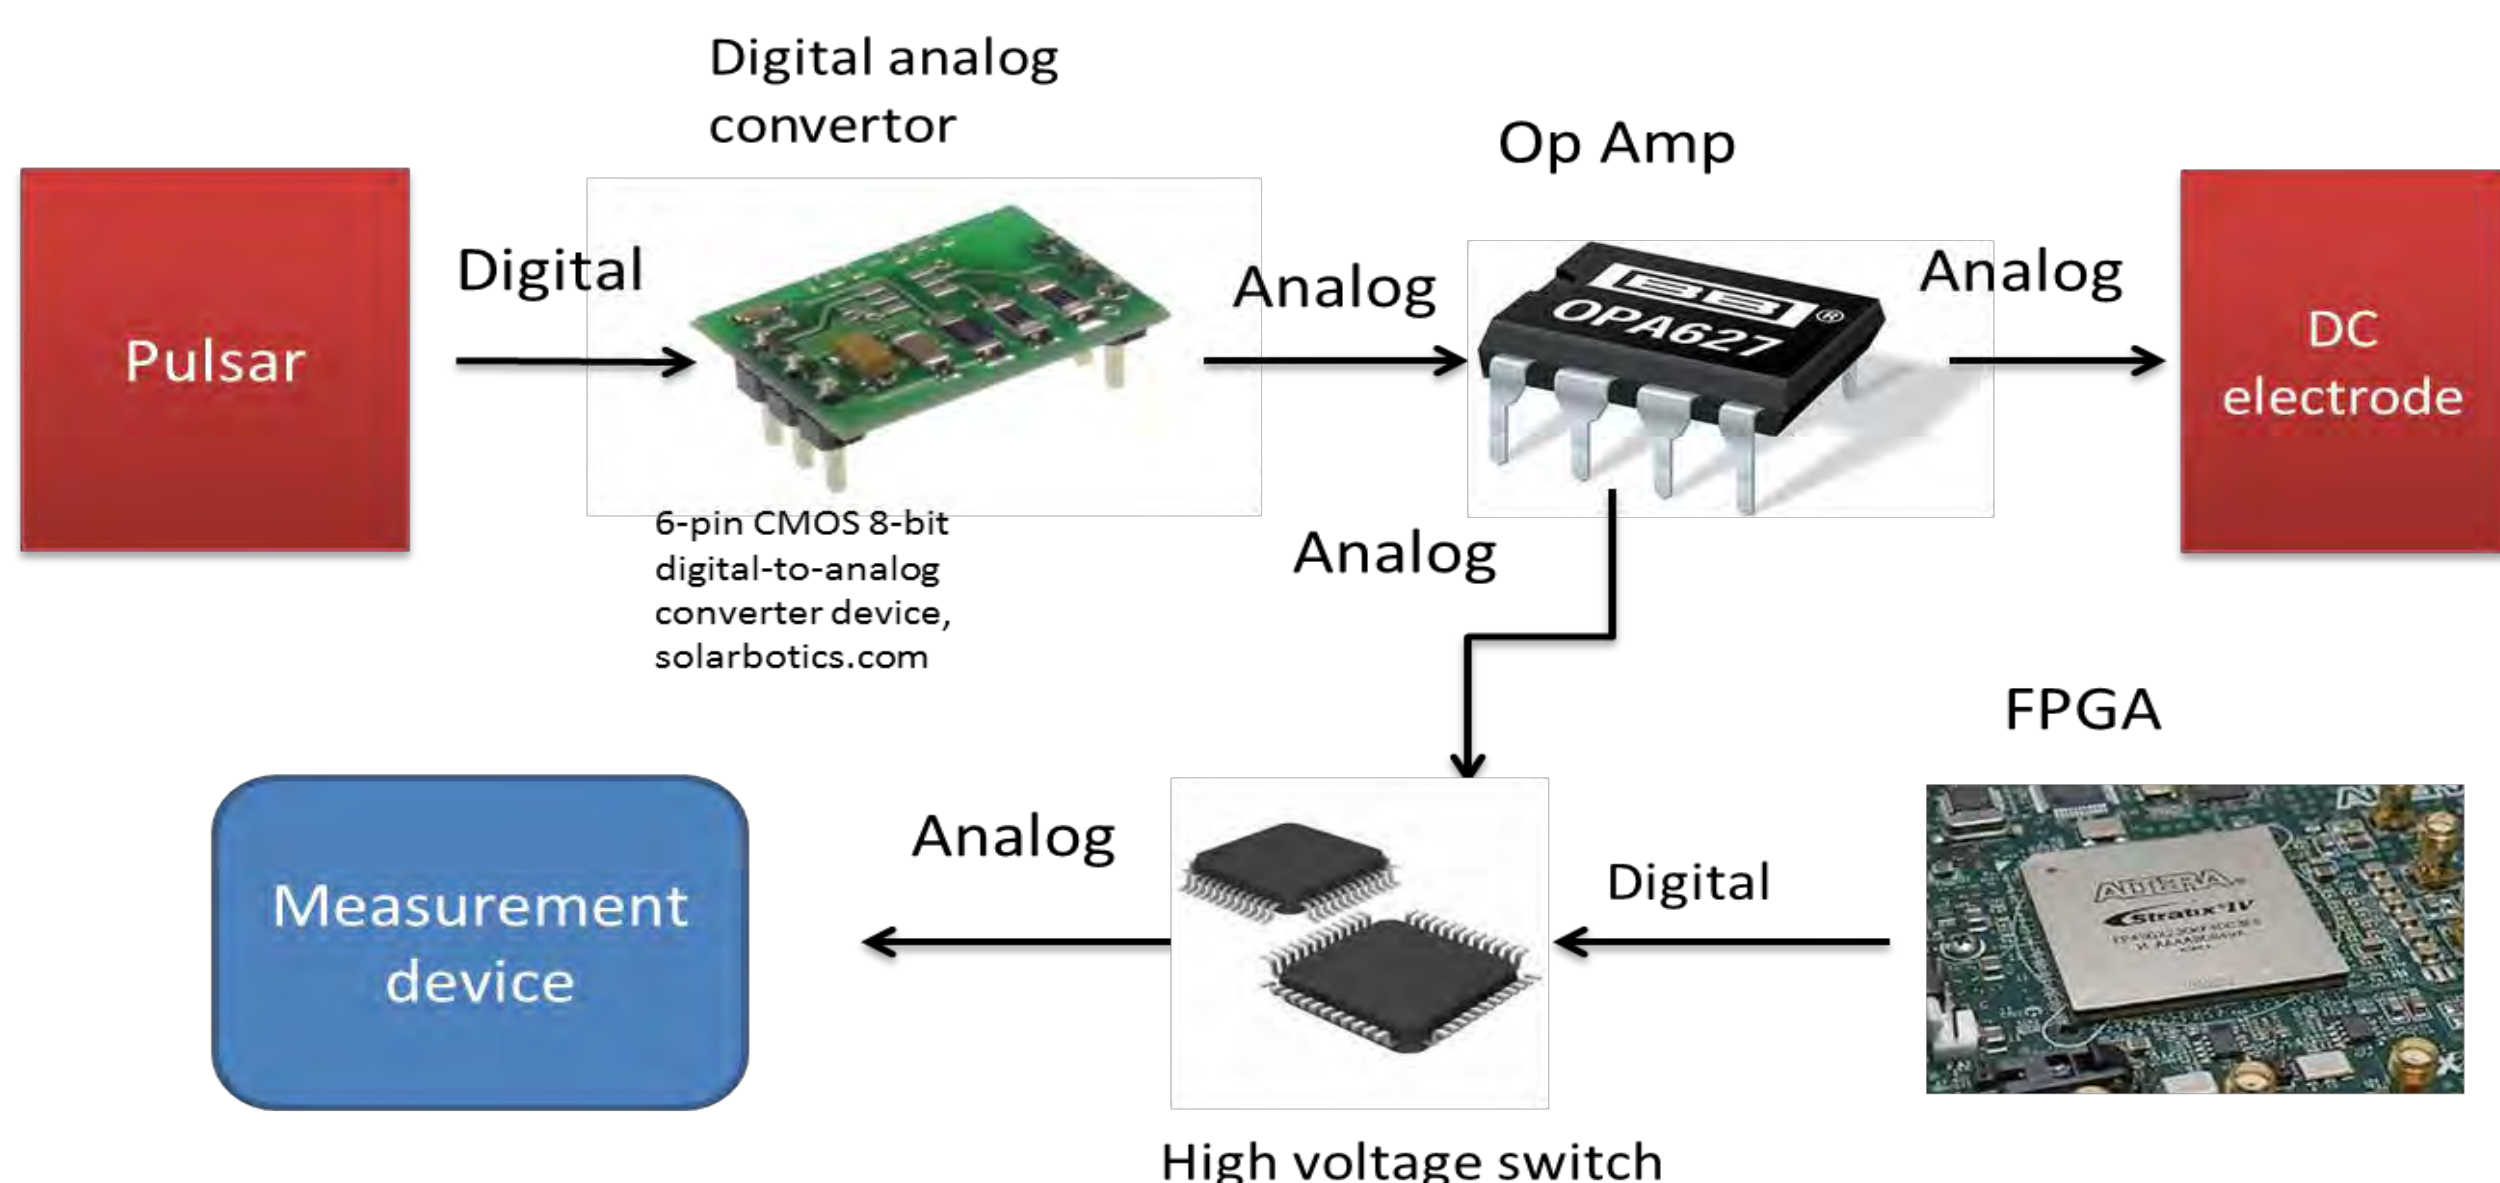 Digital analog
convertor
Op Amp
Pulsar
Digital
Analog
BB ®
OPA627
Analog
DC
electrode
6-pin CMOS 8-bit
digital-to-analog
converter device,
solarbotics.com
Analog
FPGA
Measurement
device
Analog
Digital
ALTERA
Stratix IV
High voltage switch